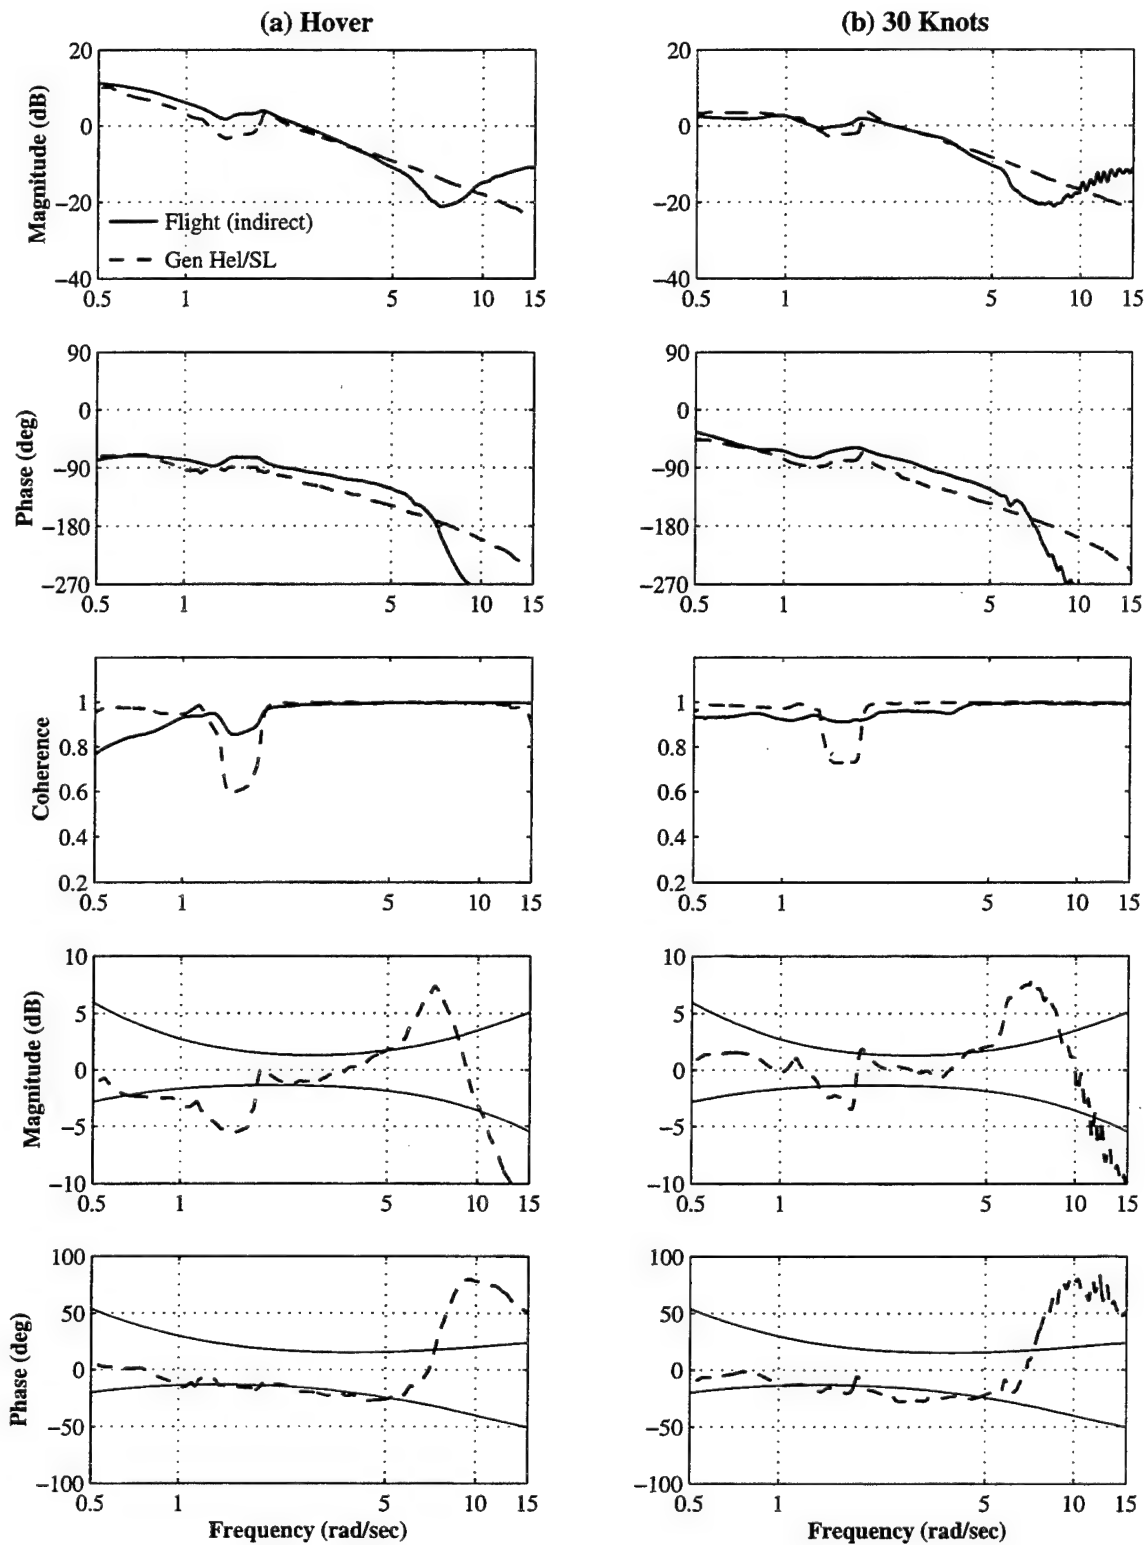 (a) Hover
(b) 30 Knots
Magnitude (dB)
20
0
−20
−40
Flight (indirect)
Gen Hel/SL
0.5 1 5 10 15
20
0
−20
−40
0.5 1 5 10 15
Phase (deg)
90
0
−90
−180
−270
0.5 1 5 10 15
90
0
−90
−180
−270
0.5 1 5 10 15
Coherence
1
0.8
0.6
0.4
0.2
0.5 1 5 10 15
1
0.8
0.6
0.4
0.2
0.5 1 5 10 15
Magnitude (dB)
10
5
0
−5
−10
0.5 1 5 10 15
10
5
0
−5
−10
0.5 1 5 10 15
Phase (deg)
100
50
0
−50
−100
0.5 1 5 10 15
Frequency (rad/sec)
100
50
0
−50
−100
0.5 1 5 10 15
Frequency (rad/sec)